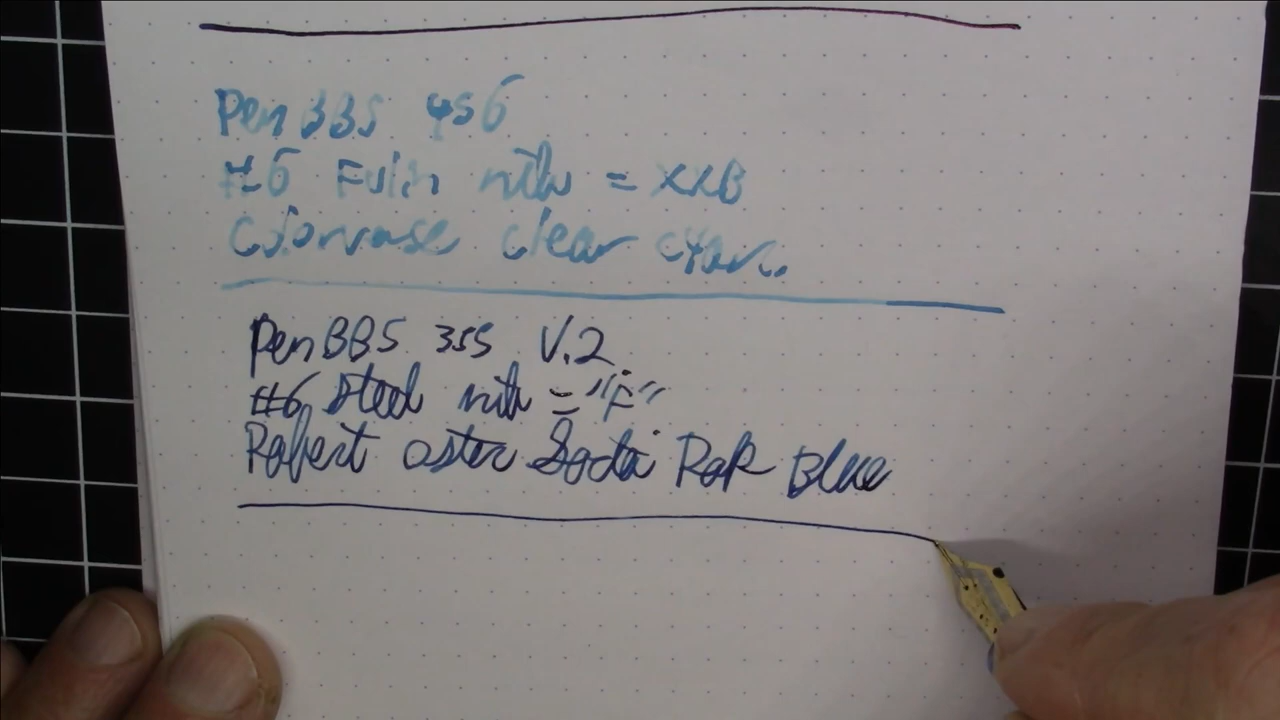 PenBBS 456
#6 Fulin nib = XXB
Colorverse clear cyan.
PenBBS 355 V.2
#6 Steel nib = "F"
Robert oster Soda Pop Blue